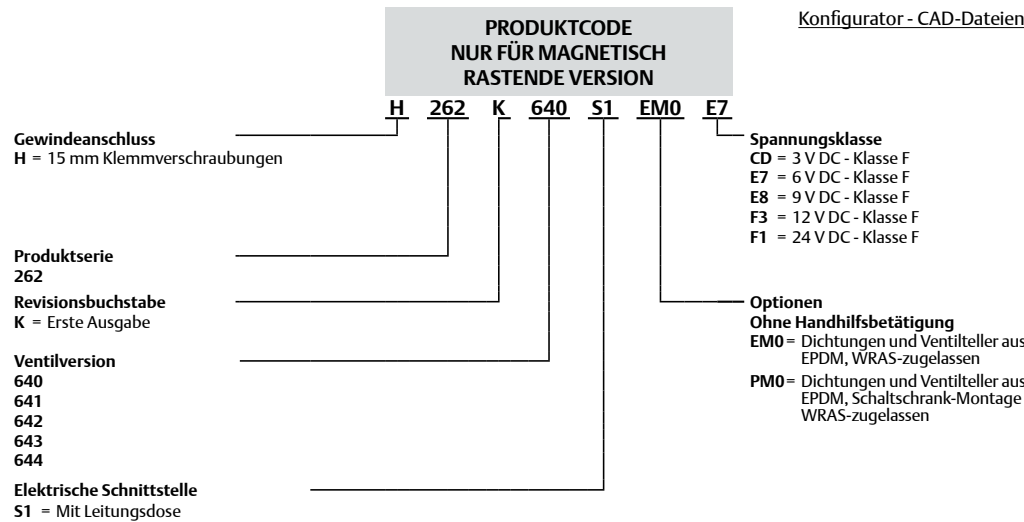 PRODUKTCODE
NUR FÜR MAGNETISCH
RASTENDE VERSION
Konfigurator - CAD-Dateien
H 262 K 640 S1 EM0 E7
Gewindeanschluss
H = 15 mm Klemmverschraubungen
Produktserie
262
Revisionsbuchstabe
K = Erste Ausgabe
Ventilversion
640
641
642
643
644
Elektrische Schnittstelle
S1 = Mit Leitungsdose
Spannungsklasse
CD = 3 V DC - Klasse F
E7 = 6 V DC - Klasse F
E8 = 9 V DC - Klasse F
F3 = 12 V DC - Klasse F
F1 = 24 V DC - Klasse F
Optionen
Ohne Handhilfsbetätigung
EM0 = Dichtungen und Ventilteller aus
EPDM, WRAS-zugelassen
PM0 = Dichtungen und Ventilteller aus
EPDM, Schaltschrank-Montage
WRAS-zugelassen